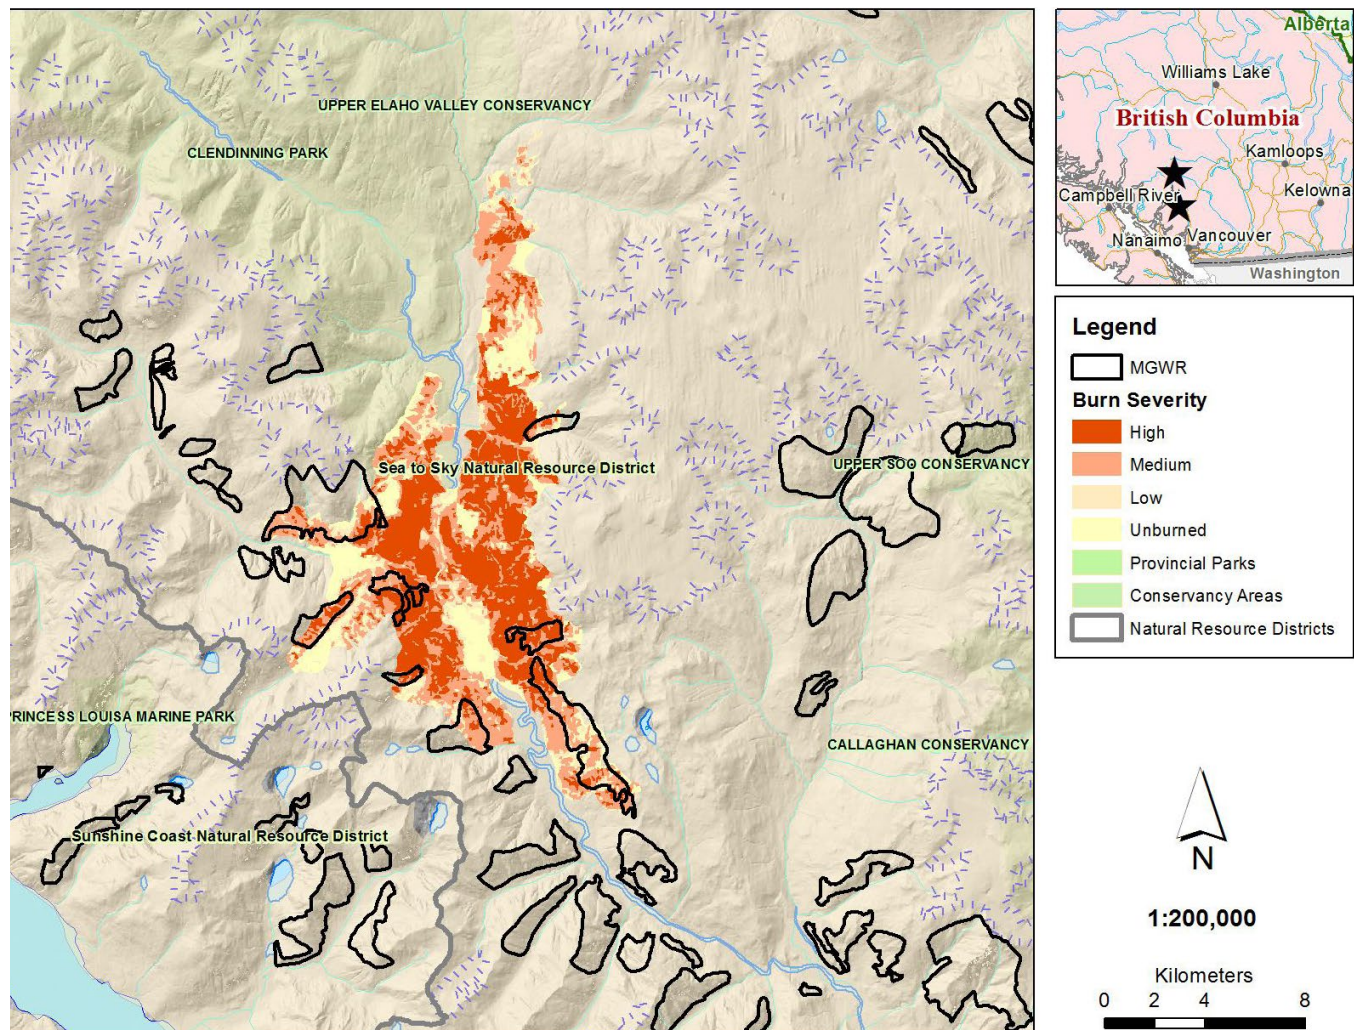 UPPER ELAHO VALLEY CONSERVANCY
CLENDINNING PARK
Sea to Sky Natural Resource District
UPPER SOO CONSERVANCY
PRINCESS LOUISA MARINE PARK
CALLAGHAN CONSERVANCY
Sunshine Coast Natural Resource District
Alberta
Williams Lake
British Columbia
Kamloops
Campbell River
Kelowna
Nanaimo
Vancouver
Washington
Legend
MGWR
Burn Severity
High
Medium
Low
Unburned
Provincial Parks
Conservancy Areas
Natural Resource Districts
N
1:200,000
Kilometers
0 2 4 8